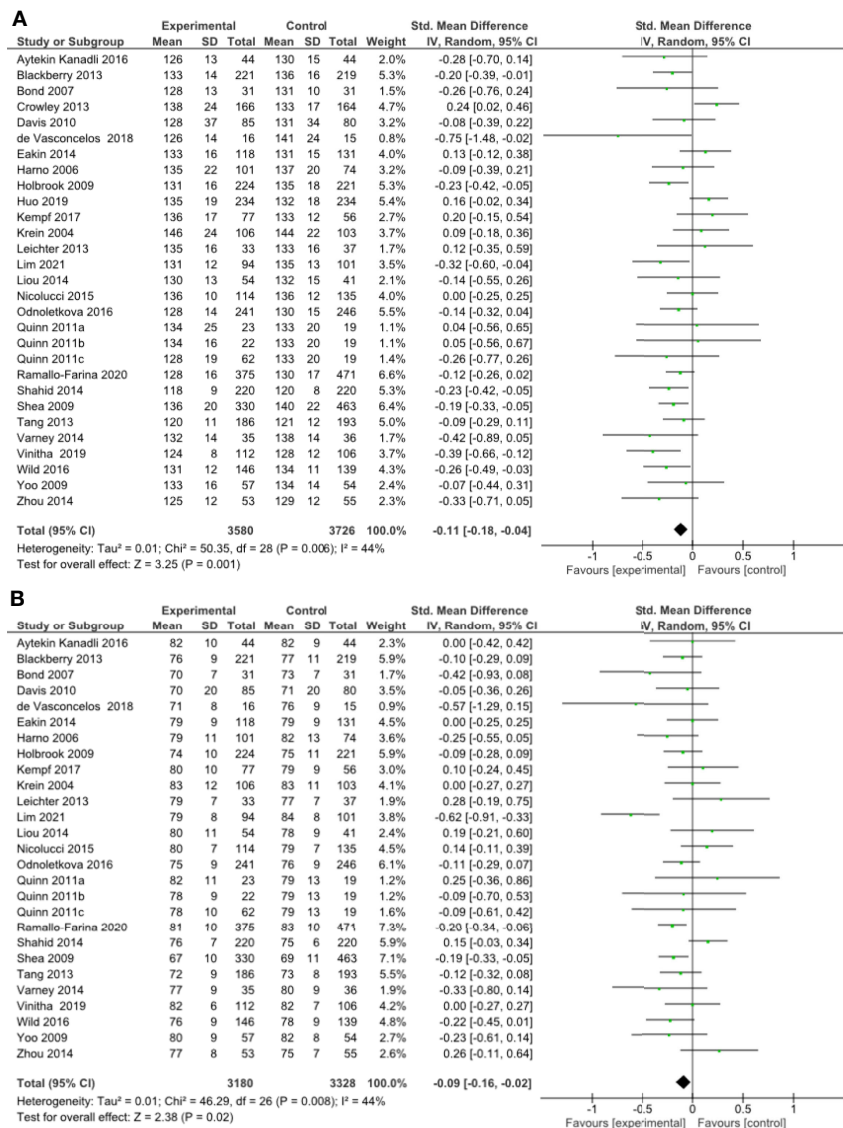 A
Experimental Control Std. Mean Difference Std. Mean Difference
Study or Subgroup Mean SD Total Mean SD Total Weight IV, Random, 95% CI IV, Random, 95% CI
Aytekin Kanadli 2016 126 13 44 130 15 44 2.0% -0.28 [-0.70, 0.14]
Blackberry 2013 133 14 221 136 16 219 5.9% -0.20 [-0.39, -0.01]
Bond 2007 128 13 31 131 10 31 1.5% -0.26 [-0.76, 0.24]
Crowley 2013 138 24 166 133 17 164 5.1% 0.24 [0.02, 0.46]
Davis 2010 128 37 85 131 34 80 3.2% -0.08 [-0.39, 0.22]
de Vasconcelos 2018 126 14 16 141 24 15 0.8% -0.75 [-1.48, -0.02]
Eakin 2014 133 16 118 131 15 131 4.3% 0.13 [-0.12, 0.38]
Harno 2006 135 22 101 137 20 74 3.3% -0.09 [-0.39, 0.21]
Holbrook 2009 131 16 224 135 18 221 5.9% -0.23 [-0.42, -0.05]
Huo 2019 135 19 234 132 18 234 6.1% 0.16 [-0.02, 0.34]
Kempf 2017 136 17 77 133 12 56 2.7% 0.20 [-0.15, 0.54]
Krein 2004 146 24 106 144 22 103 3.8% 0.09 [-0.18, 0.36]
Leichter 2013 135 16 33 133 16 37 1.7% 0.12 [-0.35, 0.59]
Lim 2021 131 12 94 135 13 101 3.6% -0.32 [-0.60, -0.04]
Liou 2014 130 13 54 132 15 41 2.1% -0.14 [-0.55, 0.26]
Nicolucci 2015 136 10 114 136 12 135 4.3% 0.00 [-0.25, 0.25]
Odnoletkova 2016 128 14 241 130 15 246 6.2% -0.14 [-0.32, 0.04]
Quinn 2011a 134 25 23 133 20 19 1.1% 0.04 [-0.56, 0.65]
Quinn 2011b 134 16 22 133 20 19 1.1% 0.05 [-0.56, 0.67]
Quinn 2011c 128 19 62 133 20 19 1.5% -0.26 [-0.77, 0.26]
Ramallo-Farina 2020 128 16 375 130 17 471 7.6% -0.12 [-0.26, 0.02]
Shahid 2014 118 9 220 120 8 220 5.9% -0.23 [-0.42, -0.05]
Shea 2009 136 20 330 140 22 463 7.4% -0.19 [-0.33, -0.05]
Tang 2013 120 11 186 121 12 193 5.5% -0.09 [-0.29, 0.11]
Varney 2014 132 14 35 138 14 36 1.7% -0.42 [-0.89, 0.05]
Vinitha 2019 124 8 112 128 12 106 3.9% -0.39 [-0.66, -0.12]
Wild 2016 131 12 146 134 11 139 4.7% -0.26 [-0.49, -0.03]
Yoo 2009 133 16 57 134 14 54 2.4% -0.07 [-0.44, 0.31]
Zhou 2014 125 12 53 129 12 55 2.3% -0.33 [-0.71, 0.05]
Total (95% CI) 3580 3726 100.0% -0.11 [-0.18, -0.04]
Heterogeneity: Tau² = 0.01; Chi² = 50.35, df = 28 (P = 0.006); I² = 44%
Test for overall effect: Z = 3.25 (P = 0.001)
-1 -0.5 0 0.5 1
Favours [experimental] Favours [control]
B
Experimental Control Std. Mean Difference Std. Mean Difference
Study or Subgroup Mean SD Total Mean SD Total Weight IV, Random, 95% CI IV, Random, 95% CI
Aytekin Kanadli 2016 82 10 44 82 9 44 2.3% 0.00 [-0.42, 0.42]
Blackberry 2013 76 9 221 77 11 219 5.9% -0.10 [-0.29, 0.09]
Bond 2007 70 7 31 73 7 31 1.7% -0.42 [-0.93, 0.08]
Davis 2010 70 20 85 71 20 80 3.6% -0.05 [-0.36, 0.26]
de Vasconcelos 2018 71 8 16 76 9 15 0.9% -0.57 [-1.29, 0.15]
Eakin 2014 79 9 118 79 9 131 4.5% 0.00 [-0.25, 0.25]
Harno 2006 79 11 101 82 13 74 3.7% -0.25 [-0.55, 0.05]
Holbrook 2009 74 10 224 75 11 221 5.9% -0.09 [-0.28, 0.09]
Kempf 2017 80 10 77 79 9 56 3.1% 0.10 [-0.24, 0.45]
Krein 2004 83 12 106 83 11 103 4.1% 0.00 [-0.27, 0.27]
Leichter 2013 79 7 33 77 7 37 1.9% 0.28 [-0.19, 0.75]
Lim 2021 79 8 94 84 8 101 3.9% -0.62 [-0.91, -0.33]
Liou 2014 80 11 54 78 9 41 2.4% 0.19 [-0.21, 0.60]
Nicolucci 2015 80 7 114 79 7 135 4.5% 0.14 [-0.11, 0.39]
Odnoletkova 2016 75 9 241 76 9 246 6.1% -0.11 [-0.29, 0.07]
Quinn 2011a 82 11 23 79 13 19 1.2% 0.25 [-0.36, 0.86]
Quinn 2011b 78 9 22 79 13 19 1.2% -0.09 [-0.70, 0.53]
Quinn 2011c 78 10 62 79 13 19 1.6% -0.09 [-0.61, 0.42]
Ramallo-Farina 2020 81 10 375 83 10 471 7.3% -0.20 [-0.34, -0.06]
Shahid 2014 76 7 220 75 6 220 5.9% 0.15 [-0.03, 0.34]
Shea 2009 67 10 330 69 11 463 7.2% -0.19 [-0.33, -0.05]
Tang 2013 72 9 186 73 8 193 5.5% -0.12 [-0.32, 0.08]
Varney 2014 77 9 35 80 9 36 1.9% -0.33 [-0.80, 0.14]
Vinitha 2019 82 6 112 82 7 106 4.2% 0.00 [-0.27, 0.27]
Wild 2016 76 9 146 78 9 139 4.8% -0.22 [-0.45, 0.01]
Yoo 2009 80 9 57 82 8 54 2.7% -0.23 [-0.61, 0.14]
Zhou 2014 77 8 53 75 7 55 2.6% 0.26 [-0.11, 0.64]
Total (95% CI) 3180 3328 100.0% -0.09 [-0.16, -0.02]
Heterogeneity: Tau² = 0.01; Chi² = 46.29, df = 26 (P = 0.008); I² = 44%
Test for overall effect: Z = 2.38 (P = 0.02)
-1 -0.5 0 0.5 1
Favours [experimental] Favours [control]